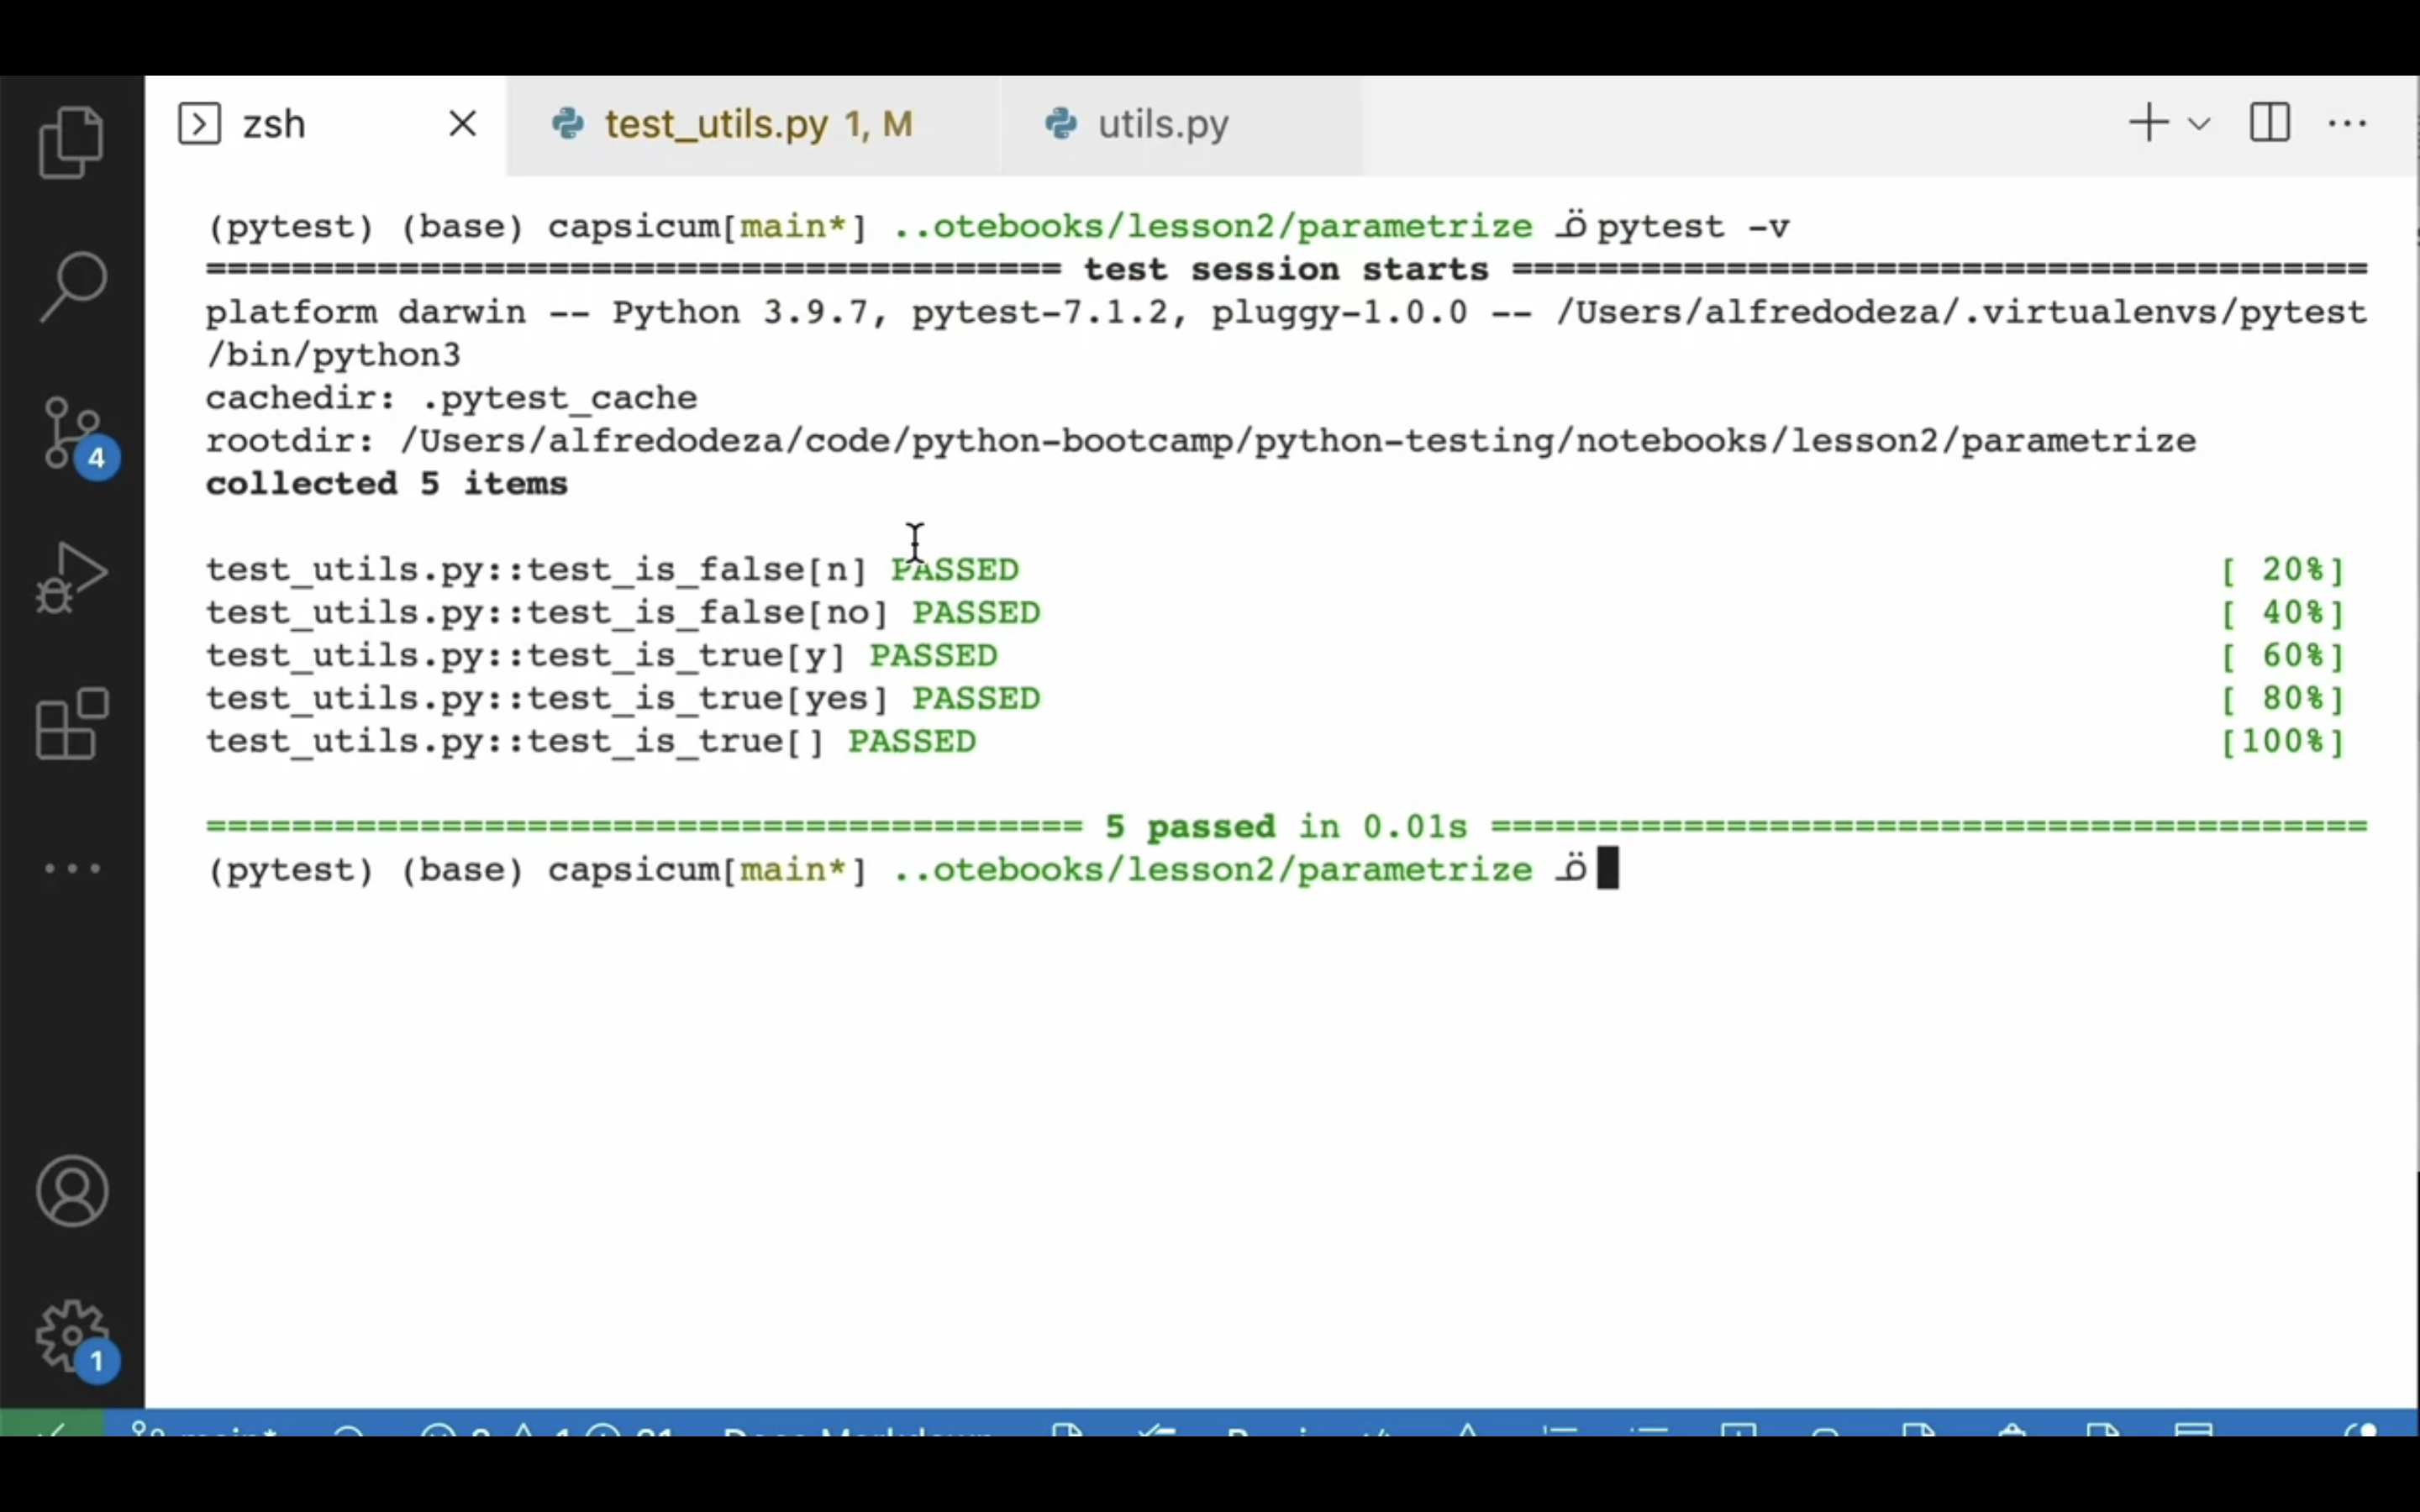 zsh
test_utils.py 1, M
utils.py
(pytest) (base) capsicum[main*] ..otebooks/lesson2/parametrize pytest -v
======================================== test session starts ========================================
platform darwin -- Python 3.9.7, pytest-7.1.2, pluggy-1.0.0 -- /Users/alfredodeza/.virtualenvs/pytest
/bin/python3
cachedir: .pytest_cache
rootdir: /Users/alfredodeza/code/python-bootcamp/python-testing/notebooks/lesson2/parametrize
collected 5 items
test_utils.py::test_is_false[n] PASSED [ 20%]
test_utils.py::test_is_false[no] PASSED [ 40%]
test_utils.py::test_is_true[y] PASSED [ 60%]
test_utils.py::test_is_true[yes] PASSED [ 80%]
test_utils.py::test_is_true[] PASSED [100%]
========================================= 5 passed in 0.01s =========================================
(pytest) (base) capsicum[main*] ..otebooks/lesson2/parametrize
4
1